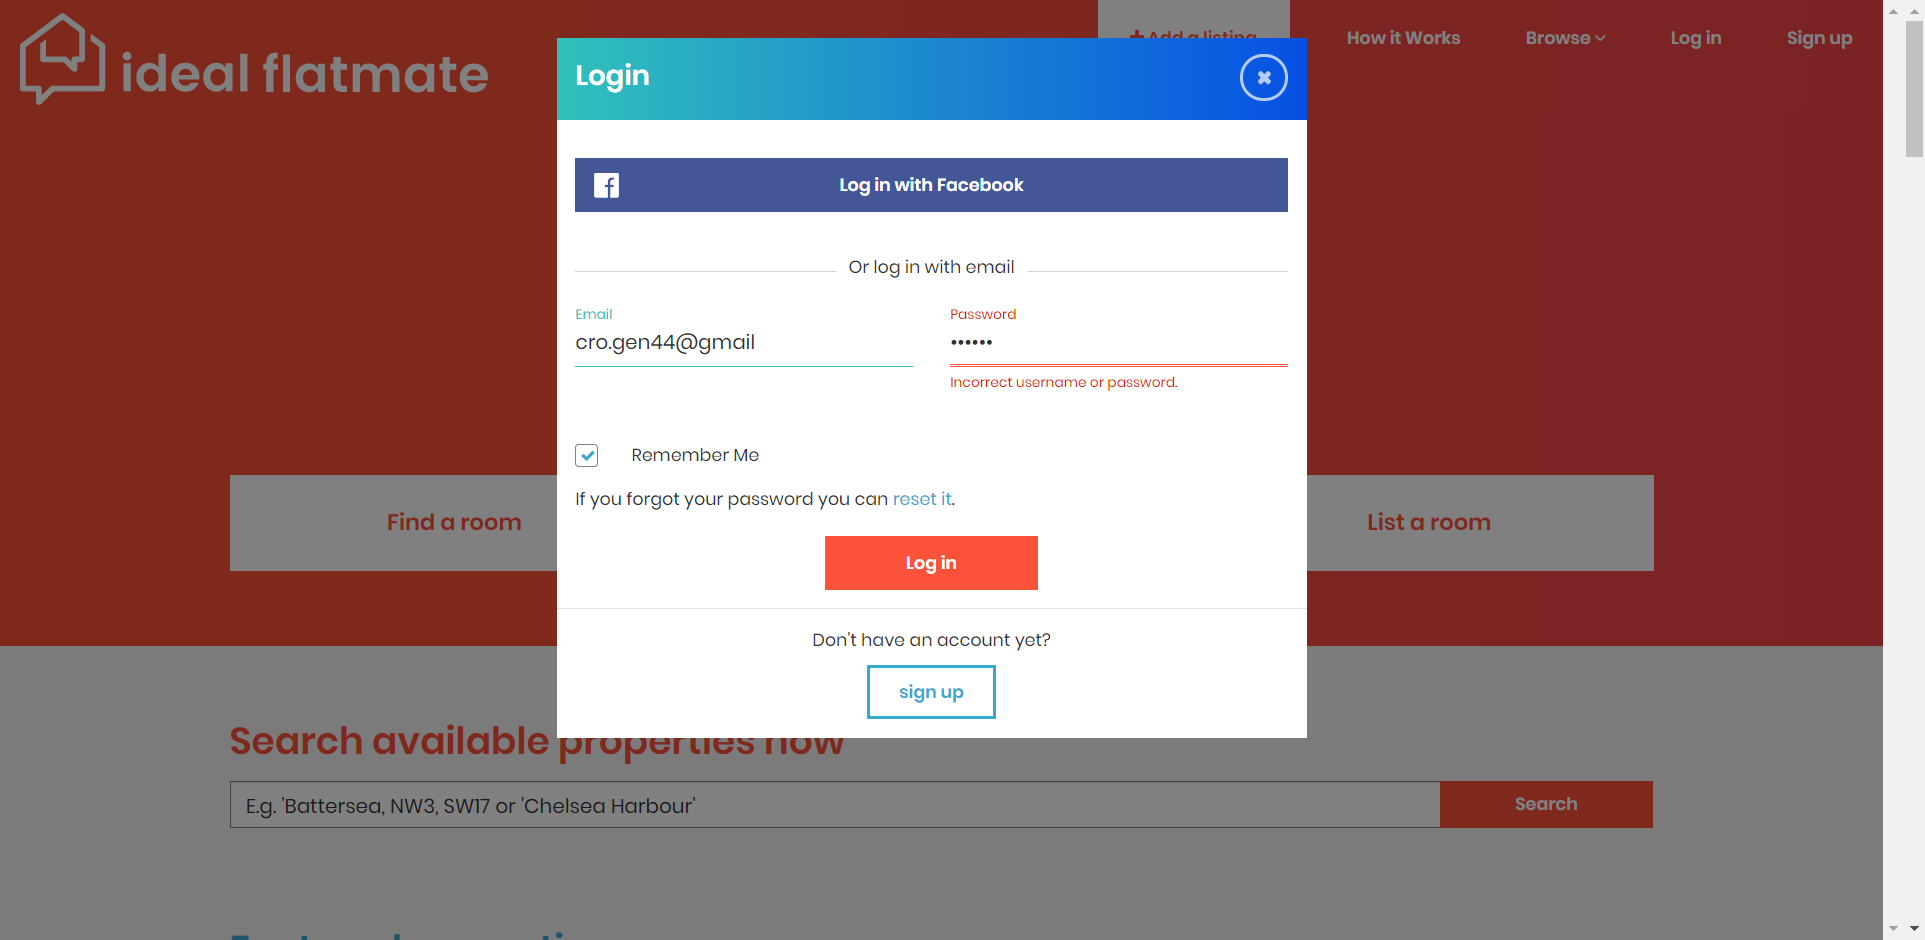 ideal flatmate
Add a listing
How it Works
Browse
Log in
Sign up
Login
Log in with Facebook
Or log in with email
Email
cro.gen44@gmail
Password
••••••
Incorrect username or password.
Remember Me
If you forgot your password you can reset it.
Log in
Don't have an account yet?
sign up
Find a room
List a room
Search available properties now
E.g. 'Battersea, NW3, SW17 or 'Chelsea Harbour'
Search